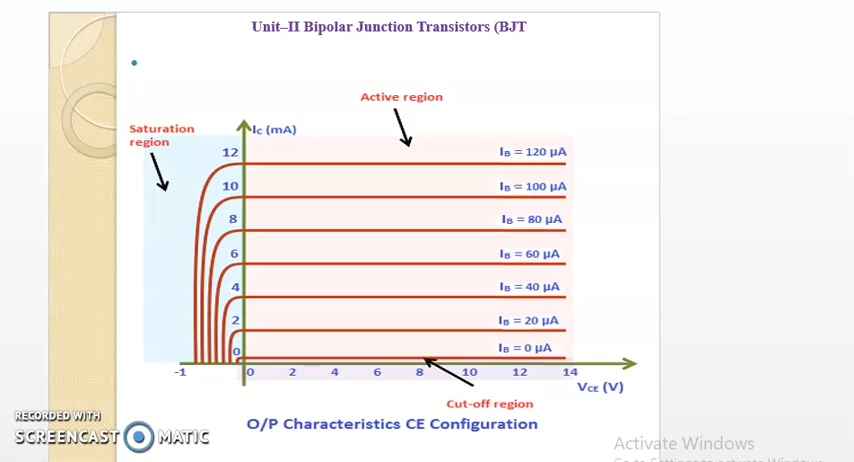 Unit–II Bipolar Junction Transistors (BJT
Active region
Saturation
region
IC (mA)
12
IB = 120 μA
10
IB = 100 μA
8
IB = 80 μA
6
IB = 60 μA
4
IB = 40 μA
2
IB = 20 μA
0
IB = 0 μA
-1 0 2 4 6 8 10 12 14
VCE (V)
Cut-off region
O/P Characteristics CE Configuration
RECORDED WITH
SCREENCAST MATIC
Activate Windows